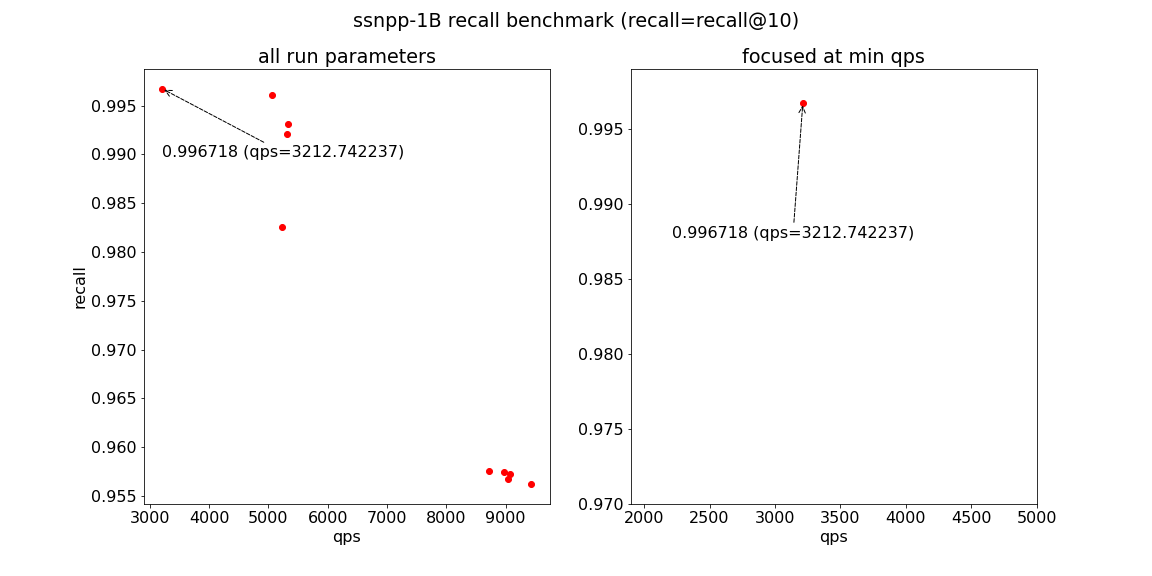 ssnpp-1B recall benchmark (recall=recall@10)
all run parameters
recall
0.995
0.990
0.985
0.980
0.975
0.970
0.965
0.960
0.955
0.996718 (qps=3212.742237)
3000 4000 5000 6000 7000 8000 9000
qps
focused at min qps
0.995
0.990
0.985
0.980
0.975
0.970
0.996718 (qps=3212.742237)
2000 2500 3000 3500 4000 4500 5000
qps